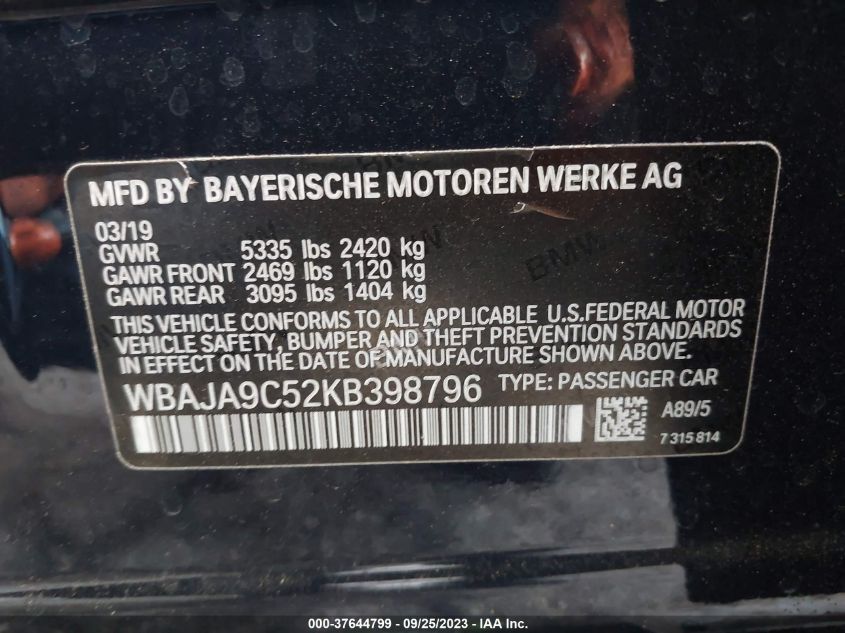 MFD BY BAYERISCHE MOTOREN WERKE AG
03/19
GVWR 5335 lbs 2420 kg
GAWR FRONT 2469 lbs 1120 kg
GAWR REAR 3095 lbs 1404 kg
THIS VEHICLE CONFORMS TO ALL APPLICABLE U.S.FEDERAL MOTOR
VEHICLE SAFETY, BUMPER AND THEFT PREVENTION STANDARDS
IN EFFECT ON THE DATE OF MANUFACTURE SHOWN ABOVE.
WBAJA9C52KB398796 TYPE: PASSENGER CAR
A89/5
7315814
BMW
000-37644799 - 09/25/2023 - IAA Inc.